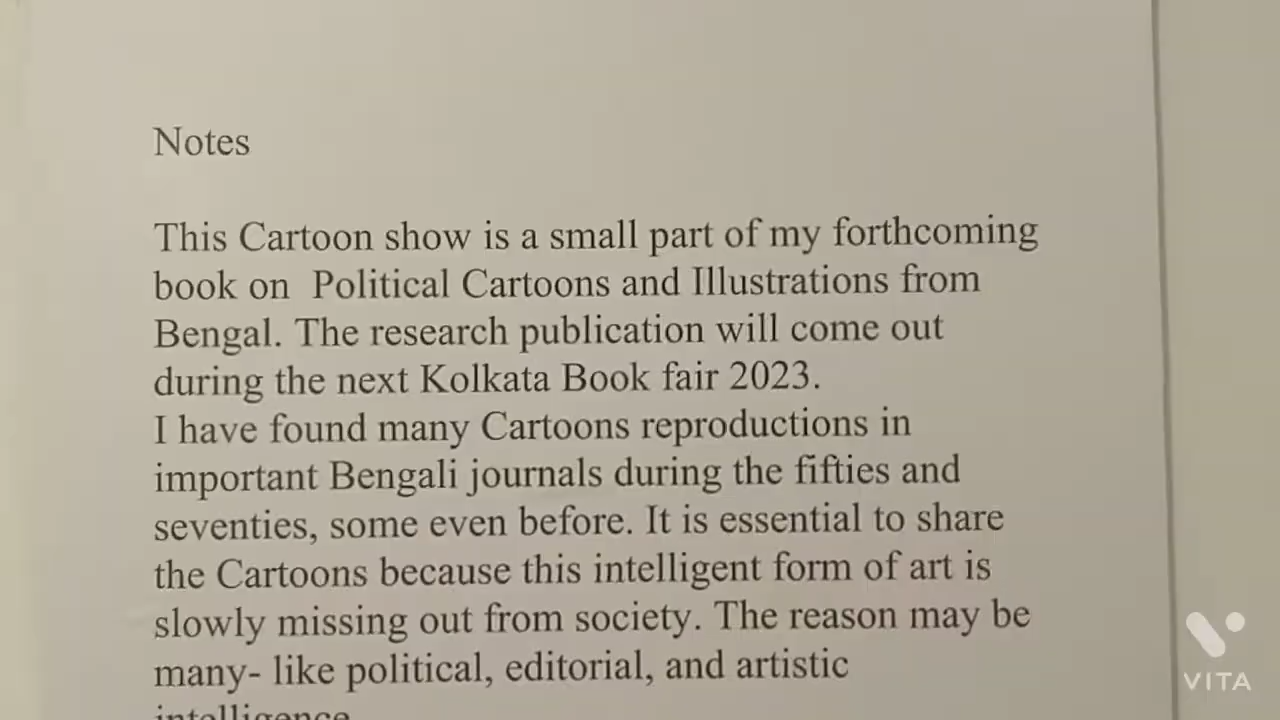 Notes
This Cartoon show is a small part of my forthcoming
book on  Political Cartoons and Illustrations from
Bengal. The research publication will come out
during the next Kolkata Book fair 2023.
I have found many Cartoons reproductions in
important Bengali journals during the fifties and
seventies, some even before. It is essential to share
the Cartoons because this intelligent form of art is
slowly missing out from society. The reason may be
many- like political, editorial, and artistic
intelligence
VITA